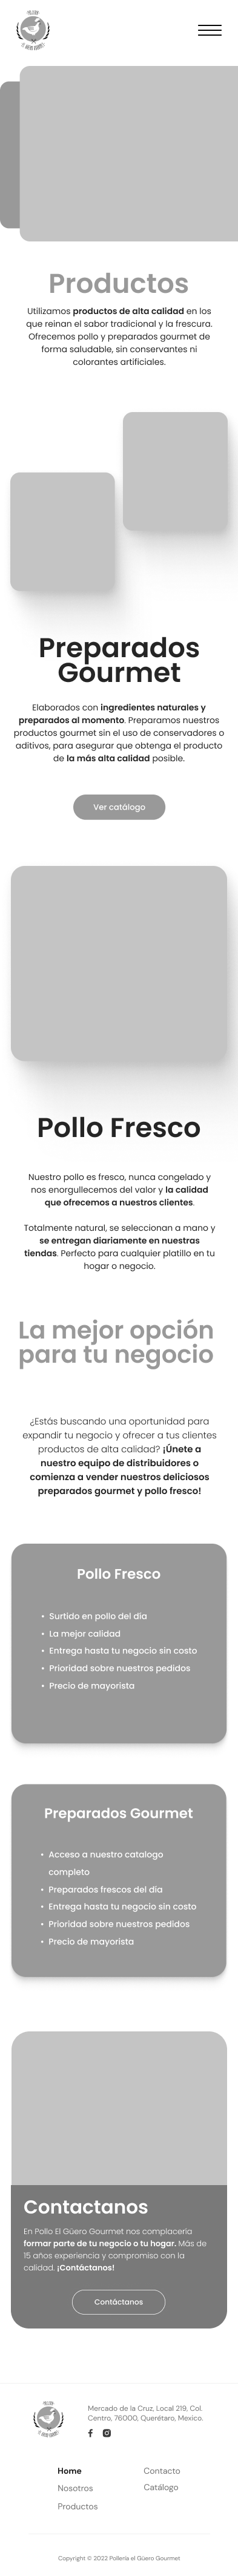 POLLERÍA
EL GÜERO GOURMET
Productos
Utilizamos productos de alta calidad en los
que reinan el sabor tradicional y la frescura.
Ofrecemos pollo y preparados gourmet de
forma saludable, sin conservantes ni
colorantes artificiales.
Preparados
Gourmet
Elaborados con ingredientes naturales y
preparados al momento. Preparamos nuestros
productos gourmet sin el uso de conservadores o
aditivos, para asegurar que obtenga el producto
de la más alta calidad posible.
Ver catálogo
Pollo Fresco
Nuestro pollo es fresco, nunca congelado y
nos enorgullecemos del valor y la calidad
que ofrecemos a nuestros clientes.
Totalmente natural, se seleccionan a mano y
se entregan diariamente en nuestras
tiendas. Perfecto para cualquier platillo en tu
hogar o negocio.
La mejor opción
para tu negocio
¿Estás buscando una oportunidad para
expandir tu negocio y ofrecer a tus clientes
productos de alta calidad? ¡Únete a
nuestro equipo de distribuidores o
comienza a vender nuestros deliciosos
preparados gourmet y pollo fresco!
Pollo Fresco
• Surtido en pollo del día
• La mejor calidad
• Entrega hasta tu negocio sin costo
• Prioridad sobre nuestros pedidos
• Precio de mayorista
Preparados Gourmet
• Acceso a nuestro catalogo
completo
• Preparados frescos del día
• Entrega hasta tu negocio sin costo
• Prioridad sobre nuestros pedidos
• Precio de mayorista
Contactanos
En Pollo El Güero Gourmet nos complacería
formar parte de tu negocio o tu hogar. Más de
15 años experiencia y compromiso con la
calidad. ¡Contáctanos!
Contáctanos
POLLERÍA
EL GÜERO GOURMET
Mercado de la Cruz, Local 219, Col.
Centro, 76000, Querétaro, Mexico.
Home
Contacto
Nosotros
Catálogo
Productos
Copyright © 2022 Pollería el Güero Gourmet